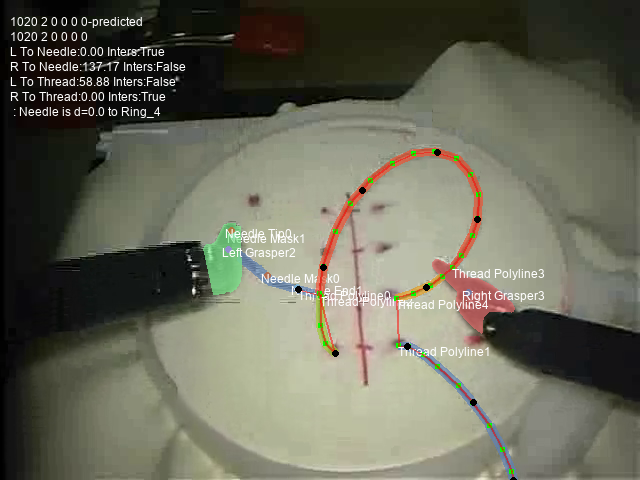 1020 2 0 0 0 0-predicted
1020 2 0 0 0 0
L To Needle:0.00 Inters:True
R To Needle:137.17 Inters:False
L To Thread:58.88 Inters:False
R To Thread:0.00 Inters:True
: Needle is d=0.0 to Ring_4
Needle Tip0
Needle Mask1
Left Grasper2
Needle Mask0
Thread Polyline3
Right Grasper3
Thread Polyline4
Thread Polyline1